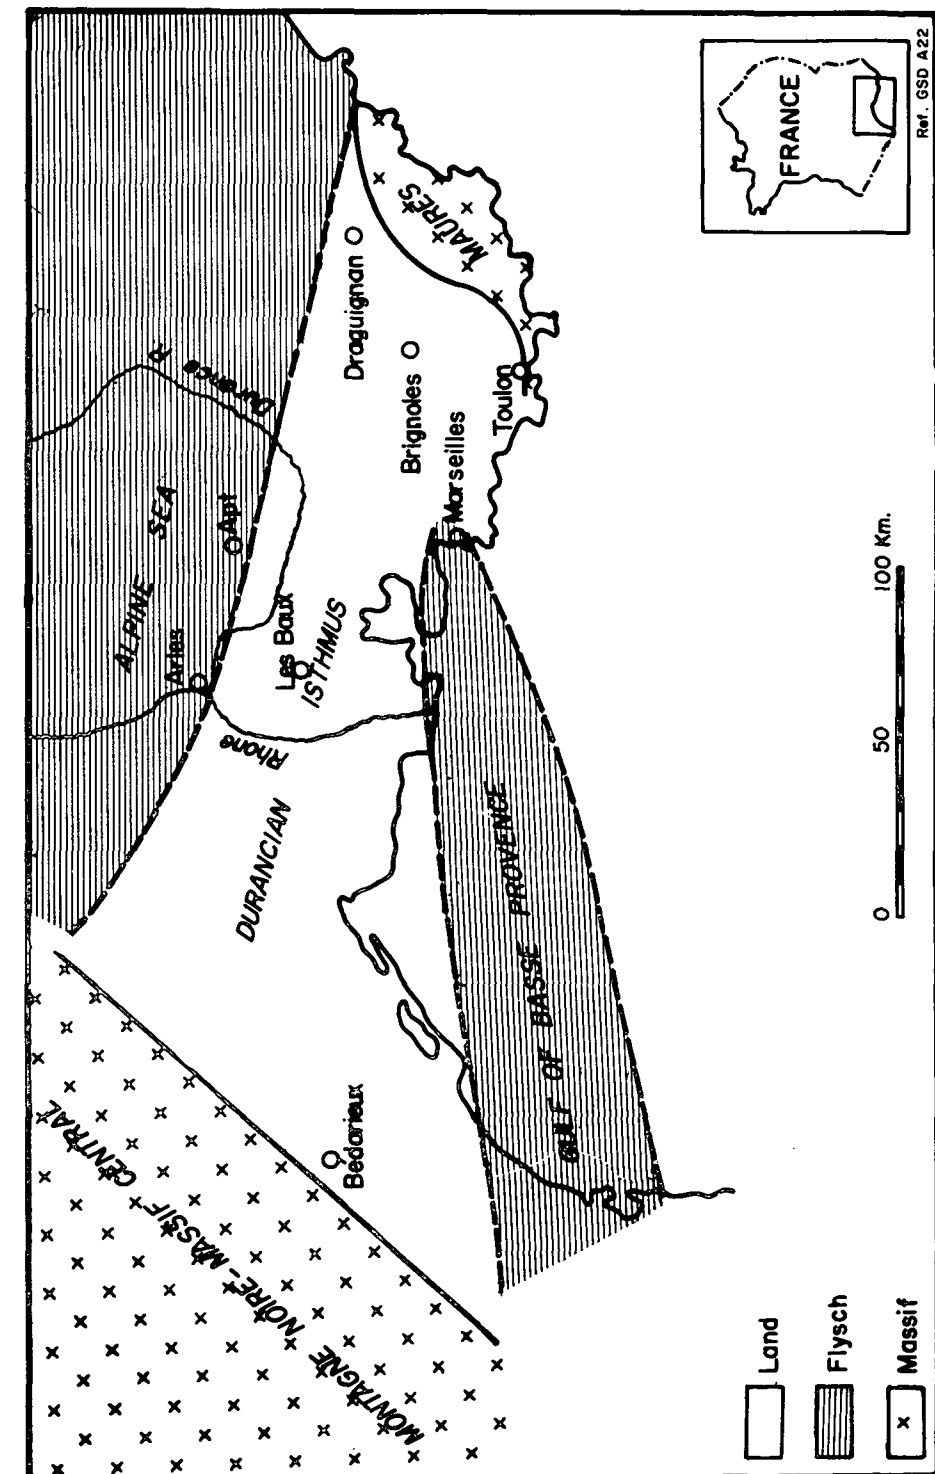 ALPINE SEA
Durance R.
Arles
Apt
Les Baux
Draguignan
Brignoles
Marseilles
Toulon
MAURES
DURANCIAN ISTHMUS
Rhone
GULF OF BASSE PROVENCE
MONTAGNE NOIRE-MASSIF CENTRAL
Bédarieux
0 50 100 Km.
Land
Flysch
Massif
FRANCE
Ref. GSD A22